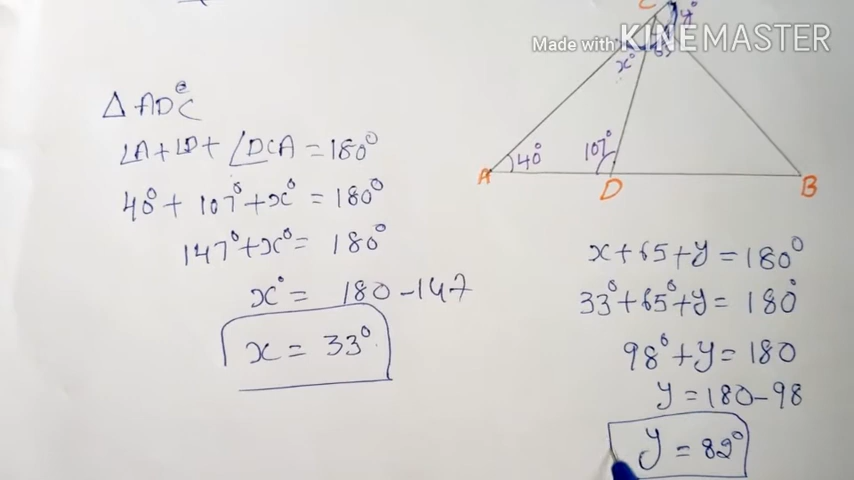 Made with KINEMASTER
C
y°
x°
65
△ ADC
∠A+∠D+ ∠DCA = 180°
40° + 107° + x° = 180°
147° + x° = 180°
x° = 180 - 147
x = 33°
40°
107°
A
D
B
x + 65 + y = 180°
33° + 65° + y = 180°
98° + y = 180
y = 180 - 98
y = 82°